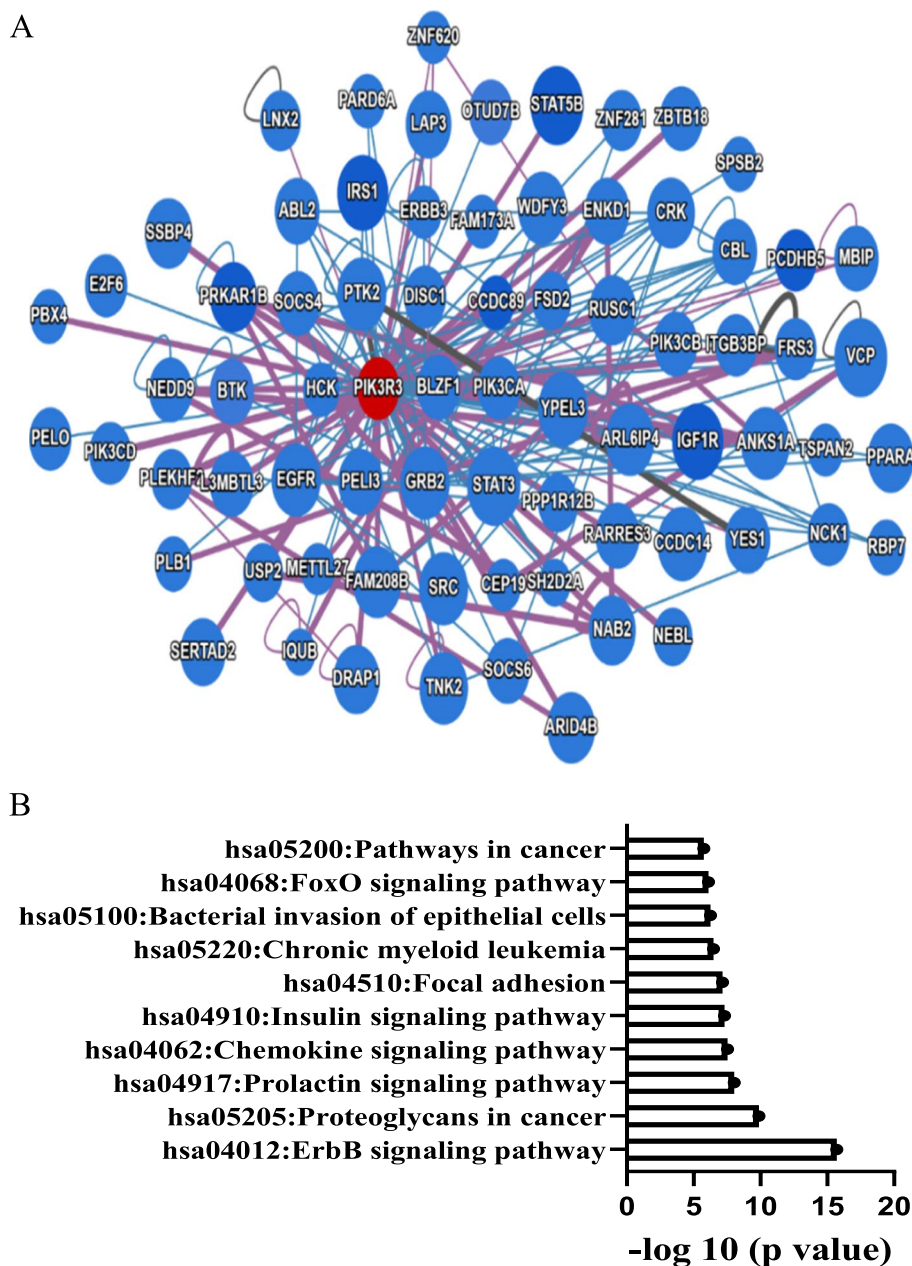 A
ZNF620
PARD6A
OTUD7B
STAT5B
LNX2
LAP3
ZNF281
ZBTB18
SPSB2
IRS1
ABL2
ERBB3
FAM173A
WDFY3
ENKD1
CRK
SSBP4
CBL
PCDHB5
MBIP
E2F6
PRKAR1B
SOCS4
PTK2
DISC1
CCDC89
FSD2
RUSC1
PBX4
PIK3CB
ITGB3BP
FRS3
VCP
NEDD9
BTK
HCK
PIK3R3
BLZF1
PIK3CA
YPEL3
PELO
PIK3CD
ARL6IP4
IGF1R
ANKS1A
TSPAN2
PPARA
PLEKHF2
L3MBTL3
EGFR
PELI3
GRB2
STAT3
PPP1R12B
RARRES3
CCDC14
YES1
NCK1
RBP7
PLB1
USP2
METTL27
FAM208B
SRC
CEP19
SH2D2A
SERTAD2
IQUB
DRAP1
TNK2
SOCS6
NAB2
NEBL
ARID4B
B
hsa05200:Pathways in cancer
hsa04068:FoxO signaling pathway
hsa05100:Bacterial invasion of epithelial cells
hsa05220:Chronic myeloid leukemia
hsa04510:Focal adhesion
hsa04910:Insulin signaling pathway
hsa04062:Chemokine signaling pathway
hsa04917:Prolactin signaling pathway
hsa05205:Proteoglycans in cancer
hsa04012:ErbB signaling pathway
0 5 10 15 20
-log 10 (p value)